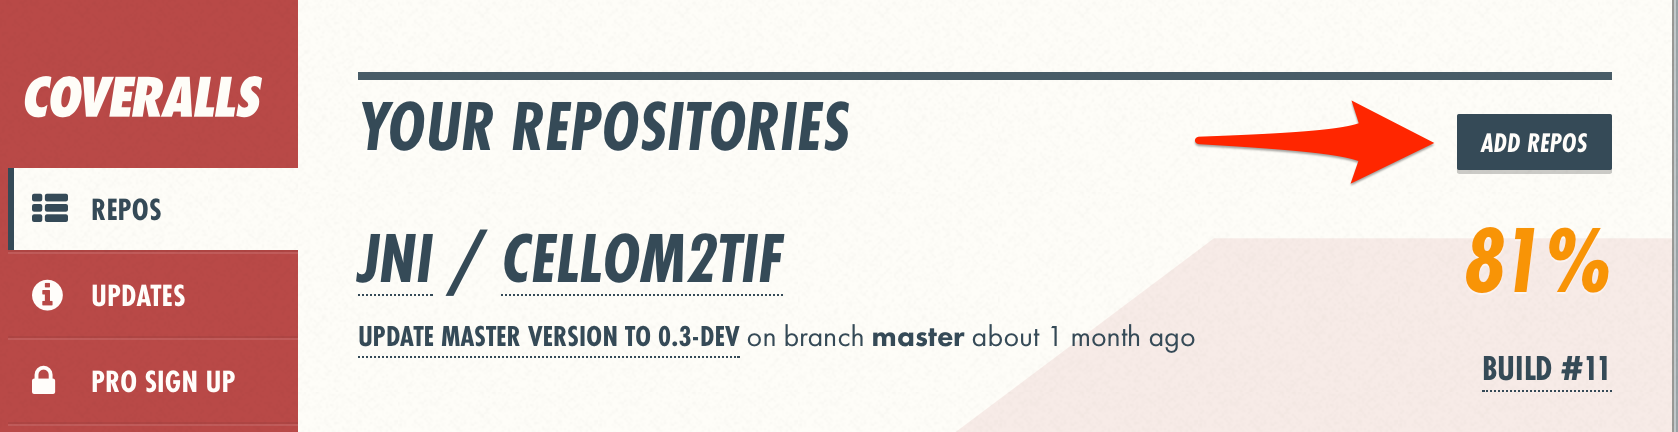 COVERALLS
REPOS
UPDATES
PRO SIGN UP
YOUR REPOSITORIES
ADD REPOS
JNI / CELLOM2TIF
81%
UPDATE MASTER VERSION TO 0.3-DEV on branch master about 1 month ago
BUILD #11